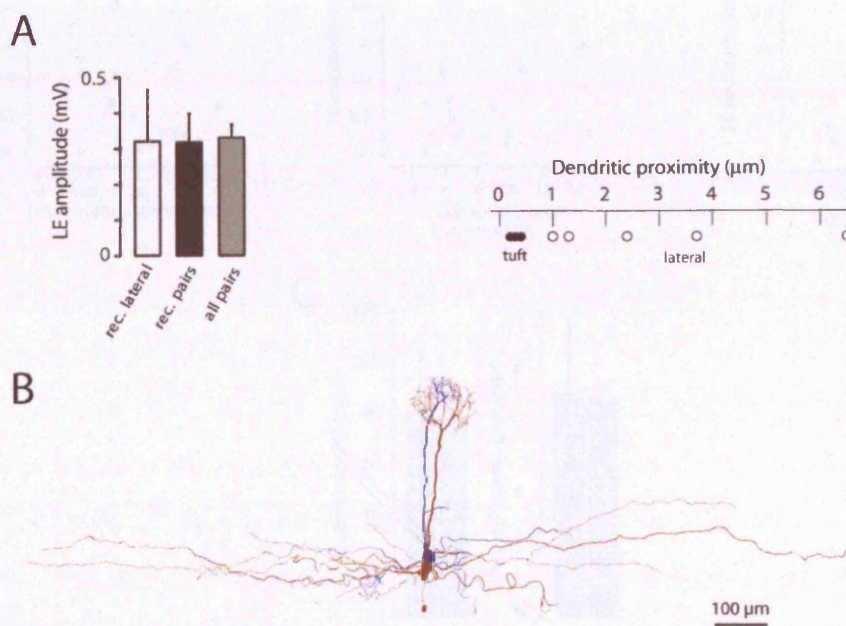 A
0.5
LE amplitude (mV)
0
rec. lateral
rec. pairs
all pairs
Dendritic proximity (μm)
0 1 2 3 4 5 6
tuft
lateral
B
100 μm